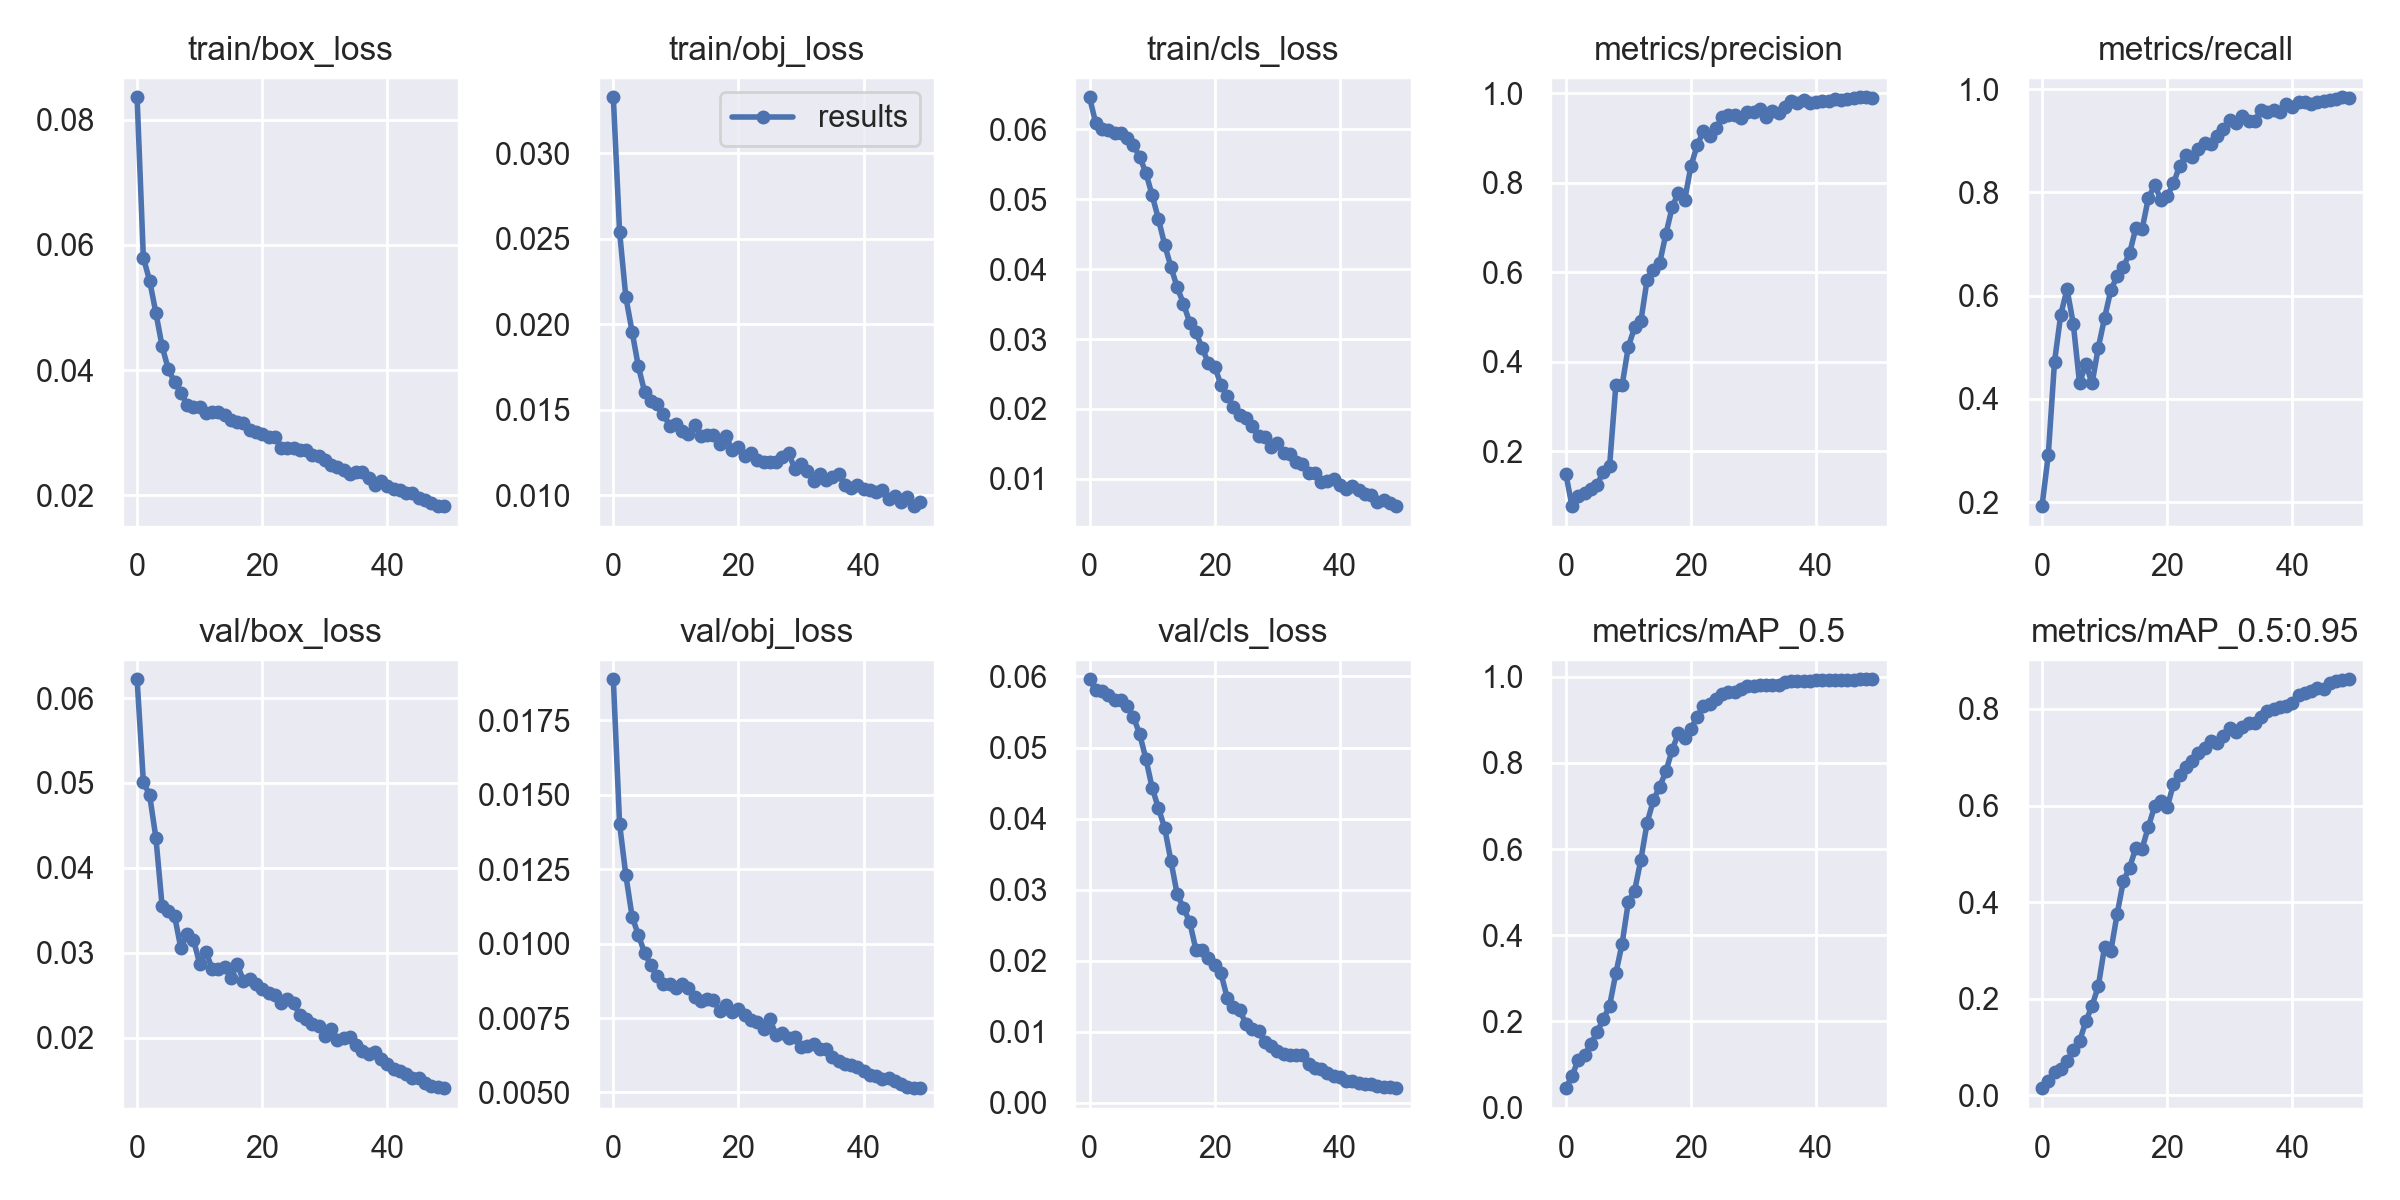 train/box_loss
0.08
0.06
0.04
0.02
0 20 40
train/obj_loss
results
0.030
0.025
0.020
0.015
0.010
0 20 40
train/cls_loss
0.06
0.05
0.04
0.03
0.02
0.01
0 20 40
metrics/precision
1.0
0.8
0.6
0.4
0.2
0 20 40
metrics/recall
1.0
0.8
0.6
0.4
0.2
0 20 40
val/box_loss
0.06
0.05
0.04
0.03
0.02
0 20 40
val/obj_loss
0.0175
0.0150
0.0125
0.0100
0.0075
0.0050
0 20 40
val/cls_loss
0.06
0.05
0.04
0.03
0.02
0.01
0.00
0 20 40
metrics/mAP_0.5
1.0
0.8
0.6
0.4
0.2
0.0
0 20 40
metrics/mAP_0.5:0.95
0.8
0.6
0.4
0.2
0.0
0 20 40